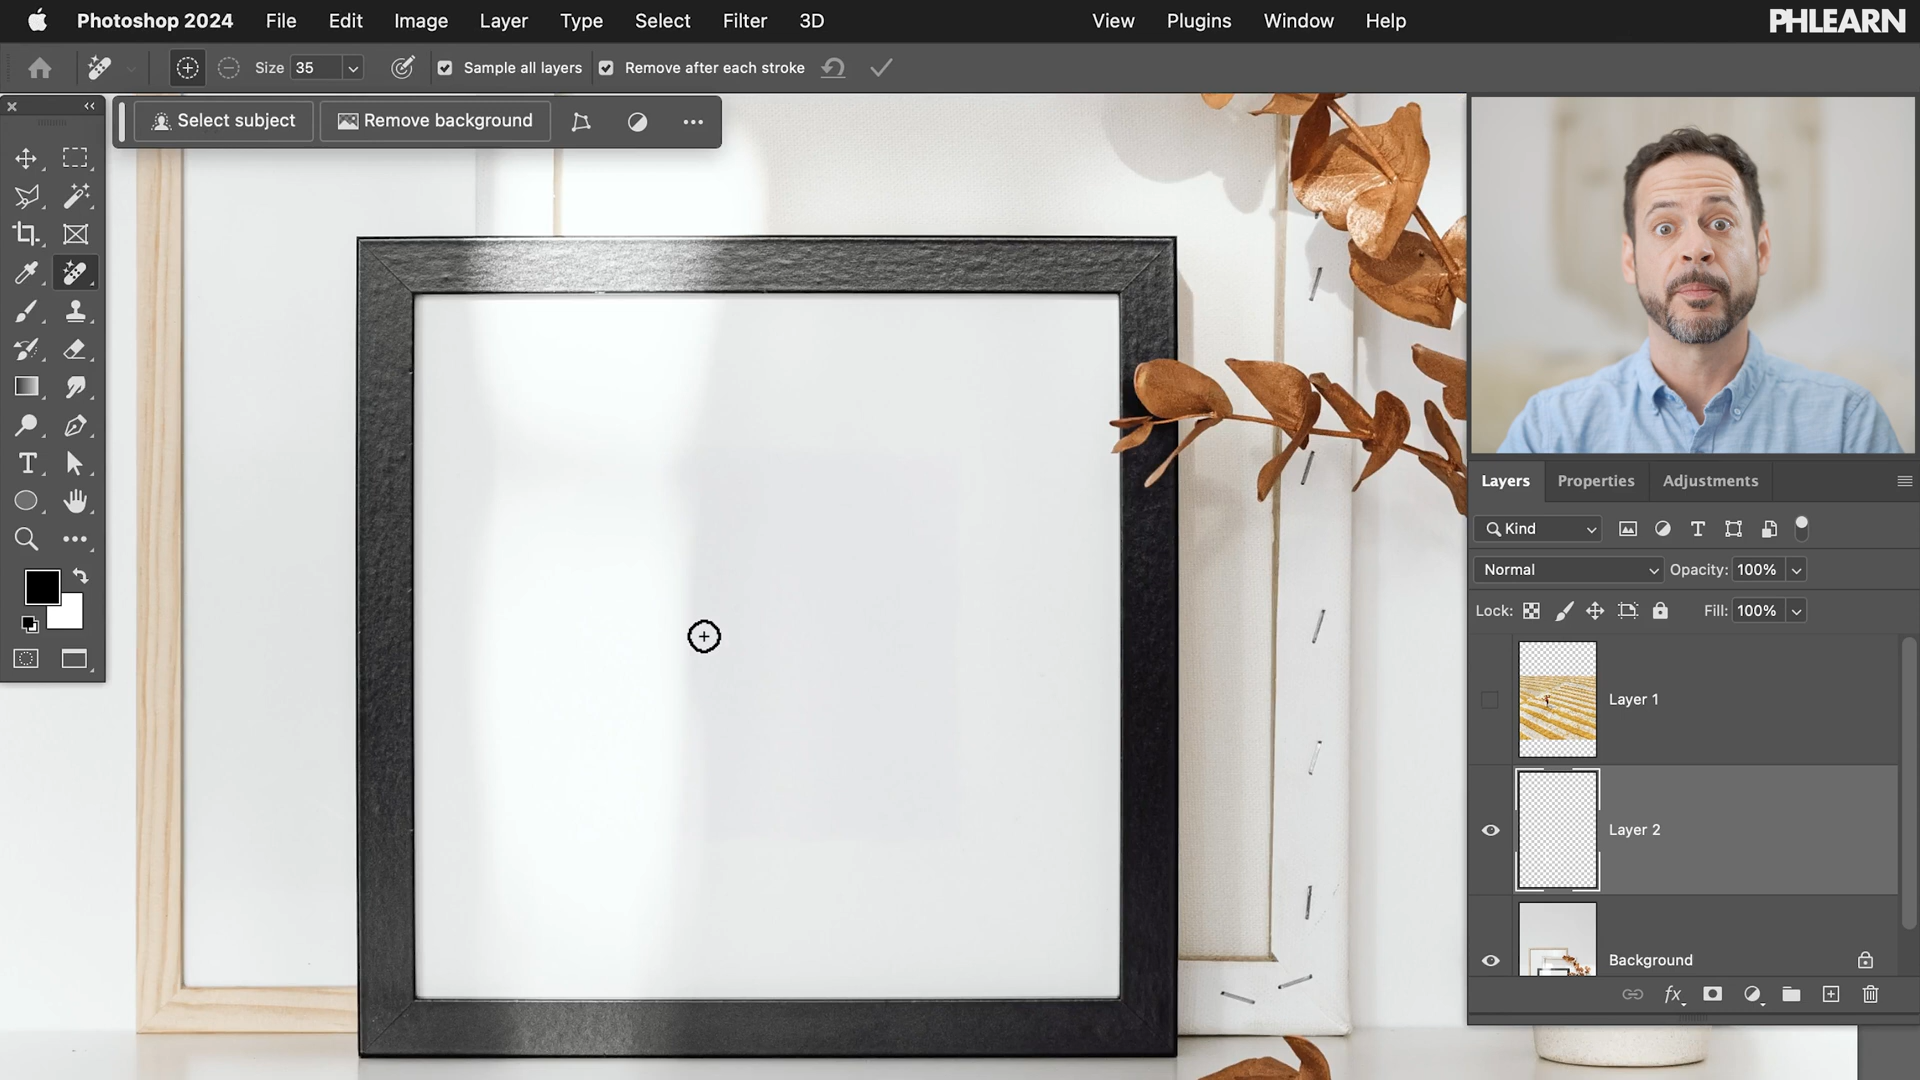 Photoshop 2024 File Edit Image Layer Type Select Filter 3D View Plugins Window Help PHLEARN
Size 35 Sample all layers Remove after each stroke
Select subject Remove background
Layers Properties Adjustments
Kind
Normal Opacity: 100%
Lock: Fill: 100%
Layer 1
Layer 2
Background